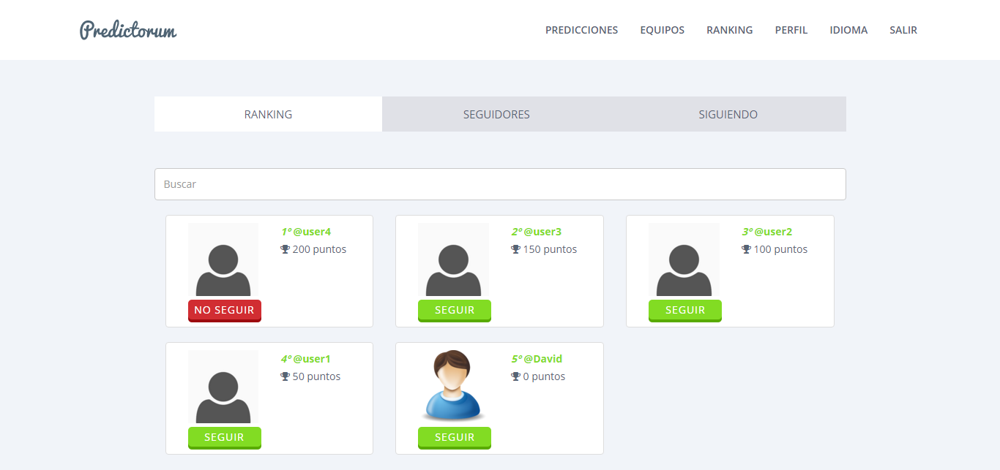 Predictorum
PREDICCIONES EQUIPOS RANKING PERFIL IDIOMA SALIR
RANKING SEGUIDORES SIGUIENDO
Buscar
1º @user4
200 puntos
NO SEGUIR
2º @user3
150 puntos
SEGUIR
3º @user2
100 puntos
SEGUIR
4º @user1
50 puntos
SEGUIR
5º @David
0 puntos
SEGUIR